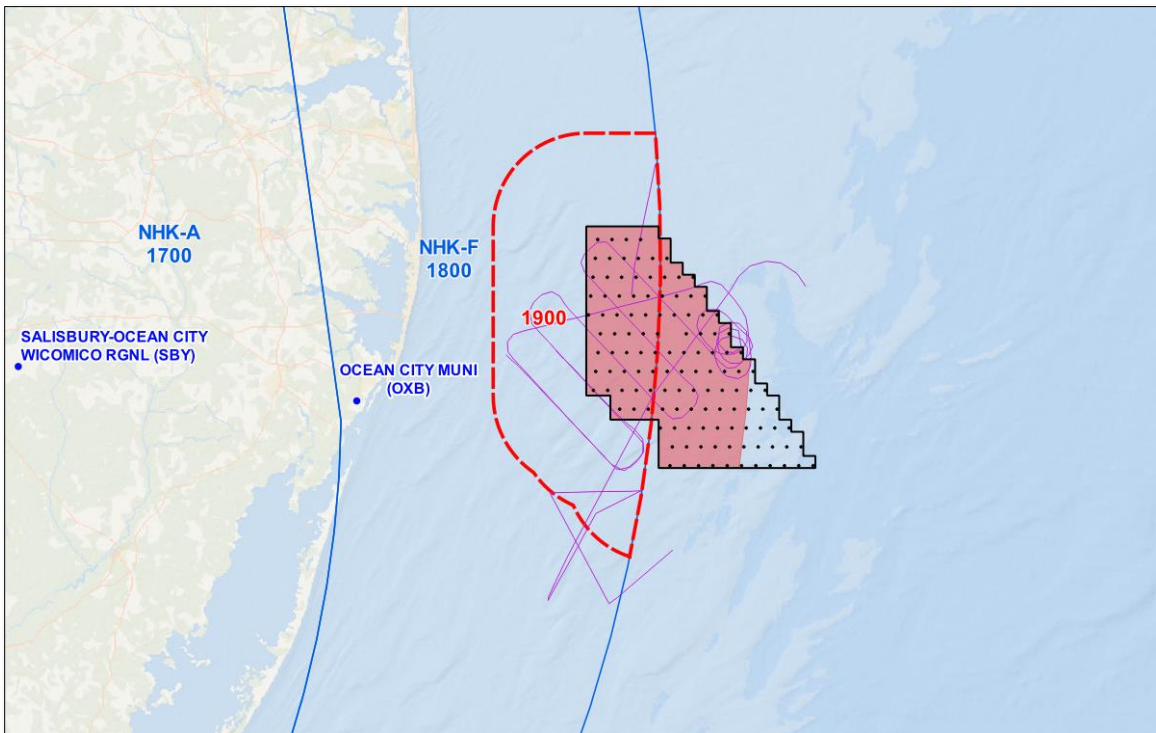 NHK-A
1700
NHK-F
1800
1900
SALISBURY-OCEAN CITY
WICOMICO RGNL (SBY)
OCEAN CITY MUNI
(OXB)